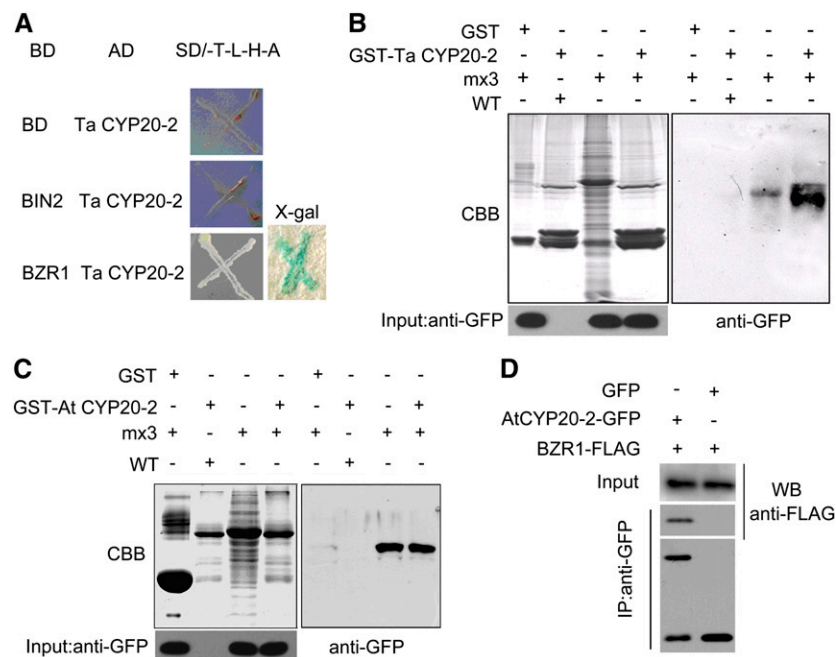 A
BD AD SD/-T-L-H-A
BD Ta CYP20-2
BIN2 Ta CYP20-2
X-gal
BZR1 Ta CYP20-2
B
GST + - - - + - - -
GST-Ta CYP20-2 - + - + - + - +
mx3 + - + + + - + +
WT - + - - - + - -
CBB
Input:anti-GFP anti-GFP
C
GST + - - - + - - -
GST-At CYP20-2 - + - + - + - +
mx3 + - + + + - + +
WT - + - - - + - -
CBB
Input:anti-GFP anti-GFP
D
GFP - +
AtCYP20-2-GFP + -
BZR1-FLAG + +
Input
WB
anti-FLAG
IP:anti-GFP